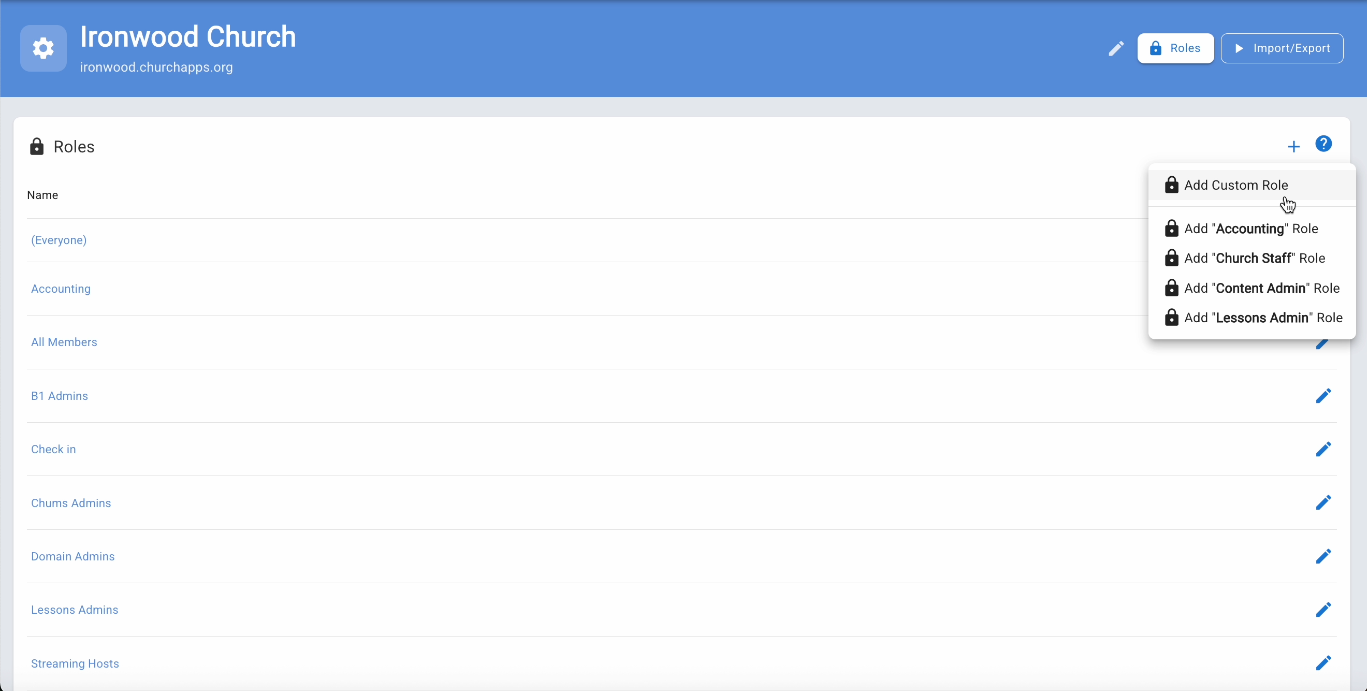 Ironwood Church
ironwood.churchapps.org
Roles
Import/Export
Roles
+
?
Name
Add Custom Role
(Everyone)
Add "Accounting" Role
Add "Church Staff" Role
Accounting
Add "Content Admin" Role
Add "Lessons Admin" Role
All Members
B1 Admins
Check in
Chums Admins
Domain Admins
Lessons Admins
Streaming Hosts